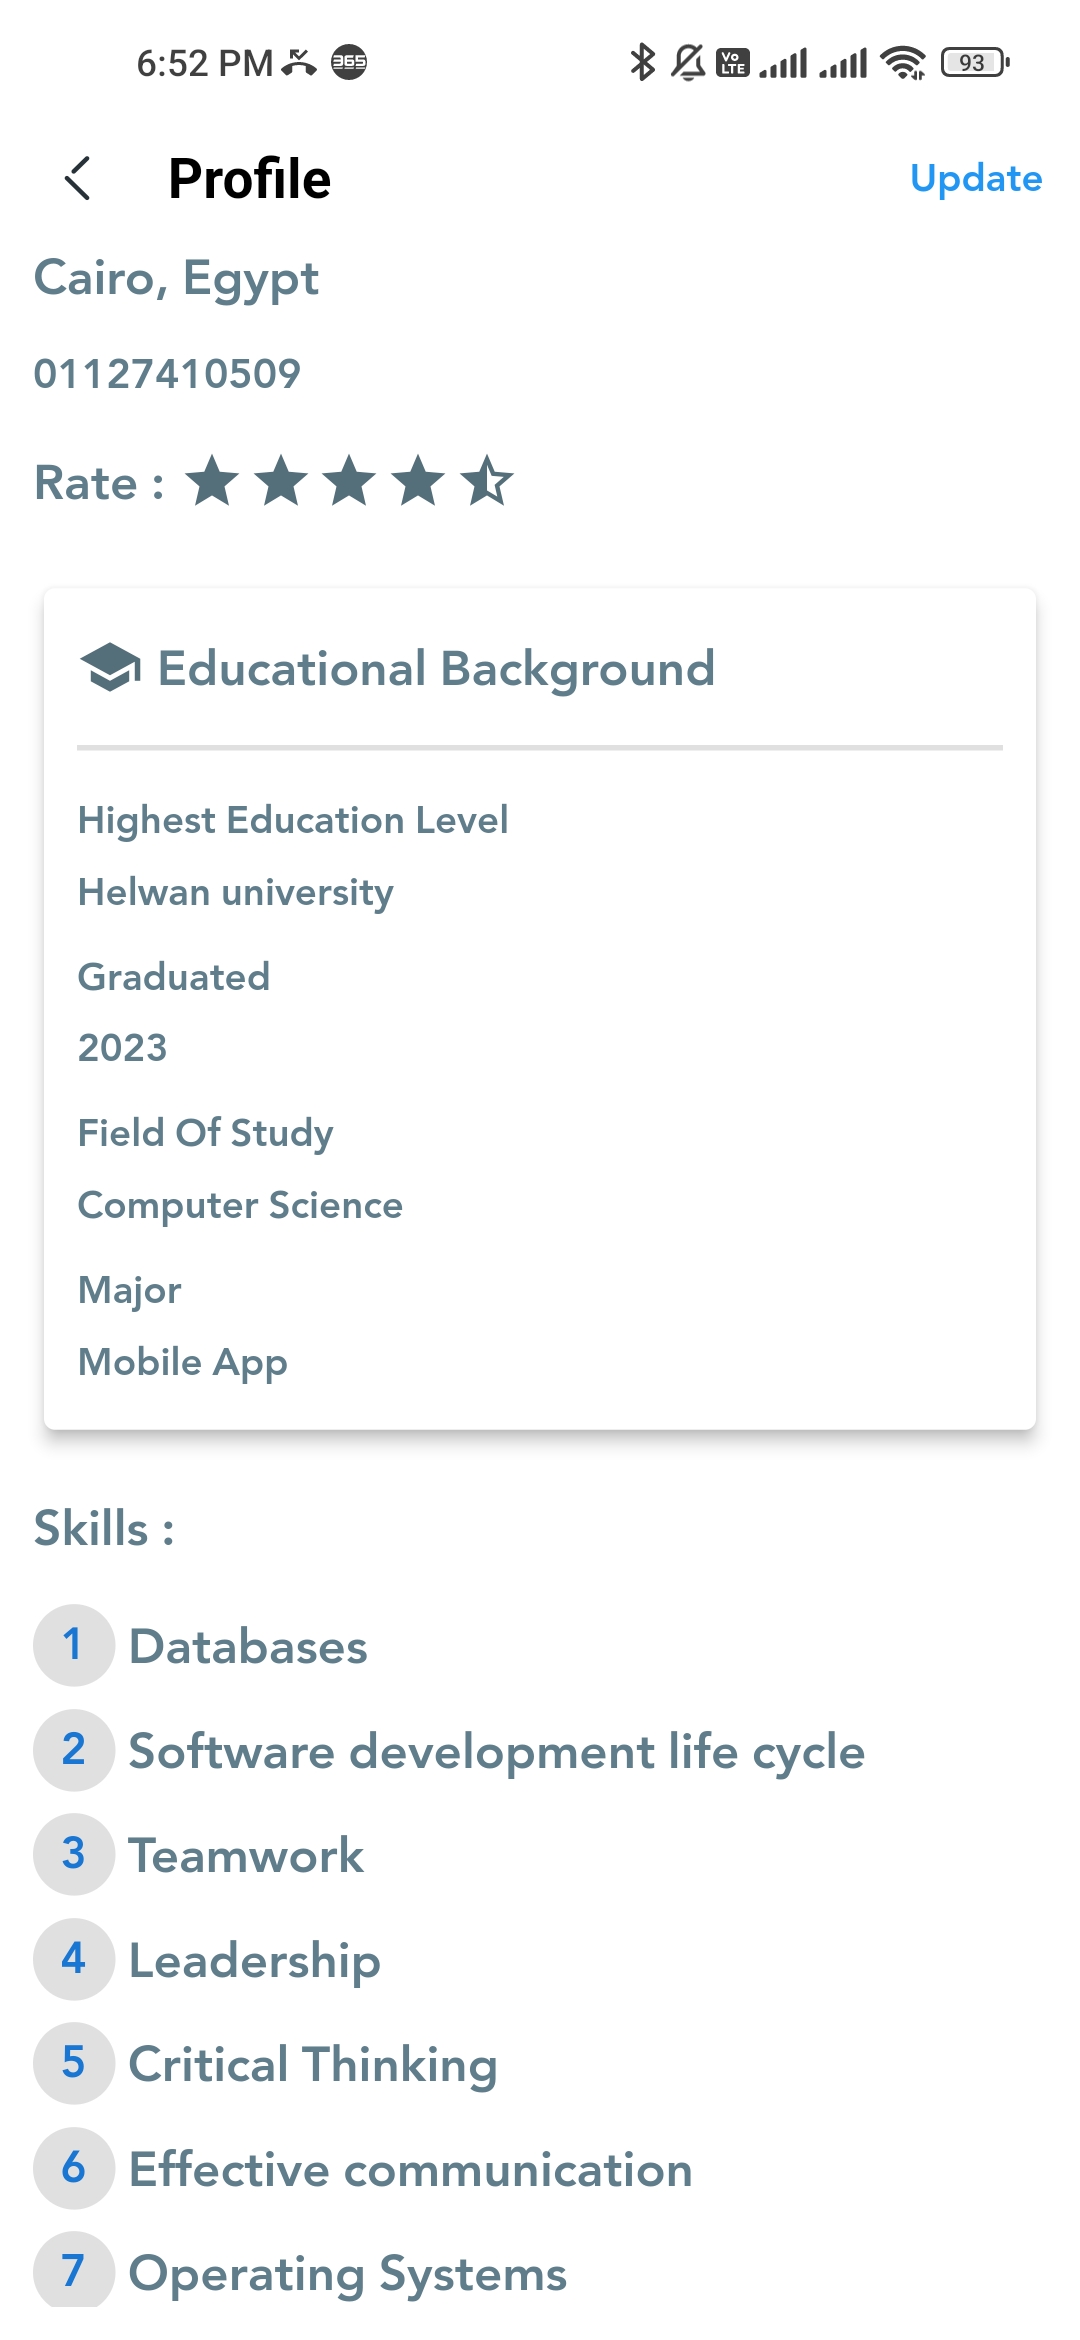 6:52 PM 365 Vo LTE 93
Profile
Update
Cairo, Egypt
01127410509
Rate :
Educational Background
Highest Education Level
Helwan university
Graduated
2023
Field Of Study
Computer Science
Major
Mobile App
Skills :
1 Databases
2 Software development life cycle
3 Teamwork
4 Leadership
5 Critical Thinking
6 Effective communication
7 Operating Systems